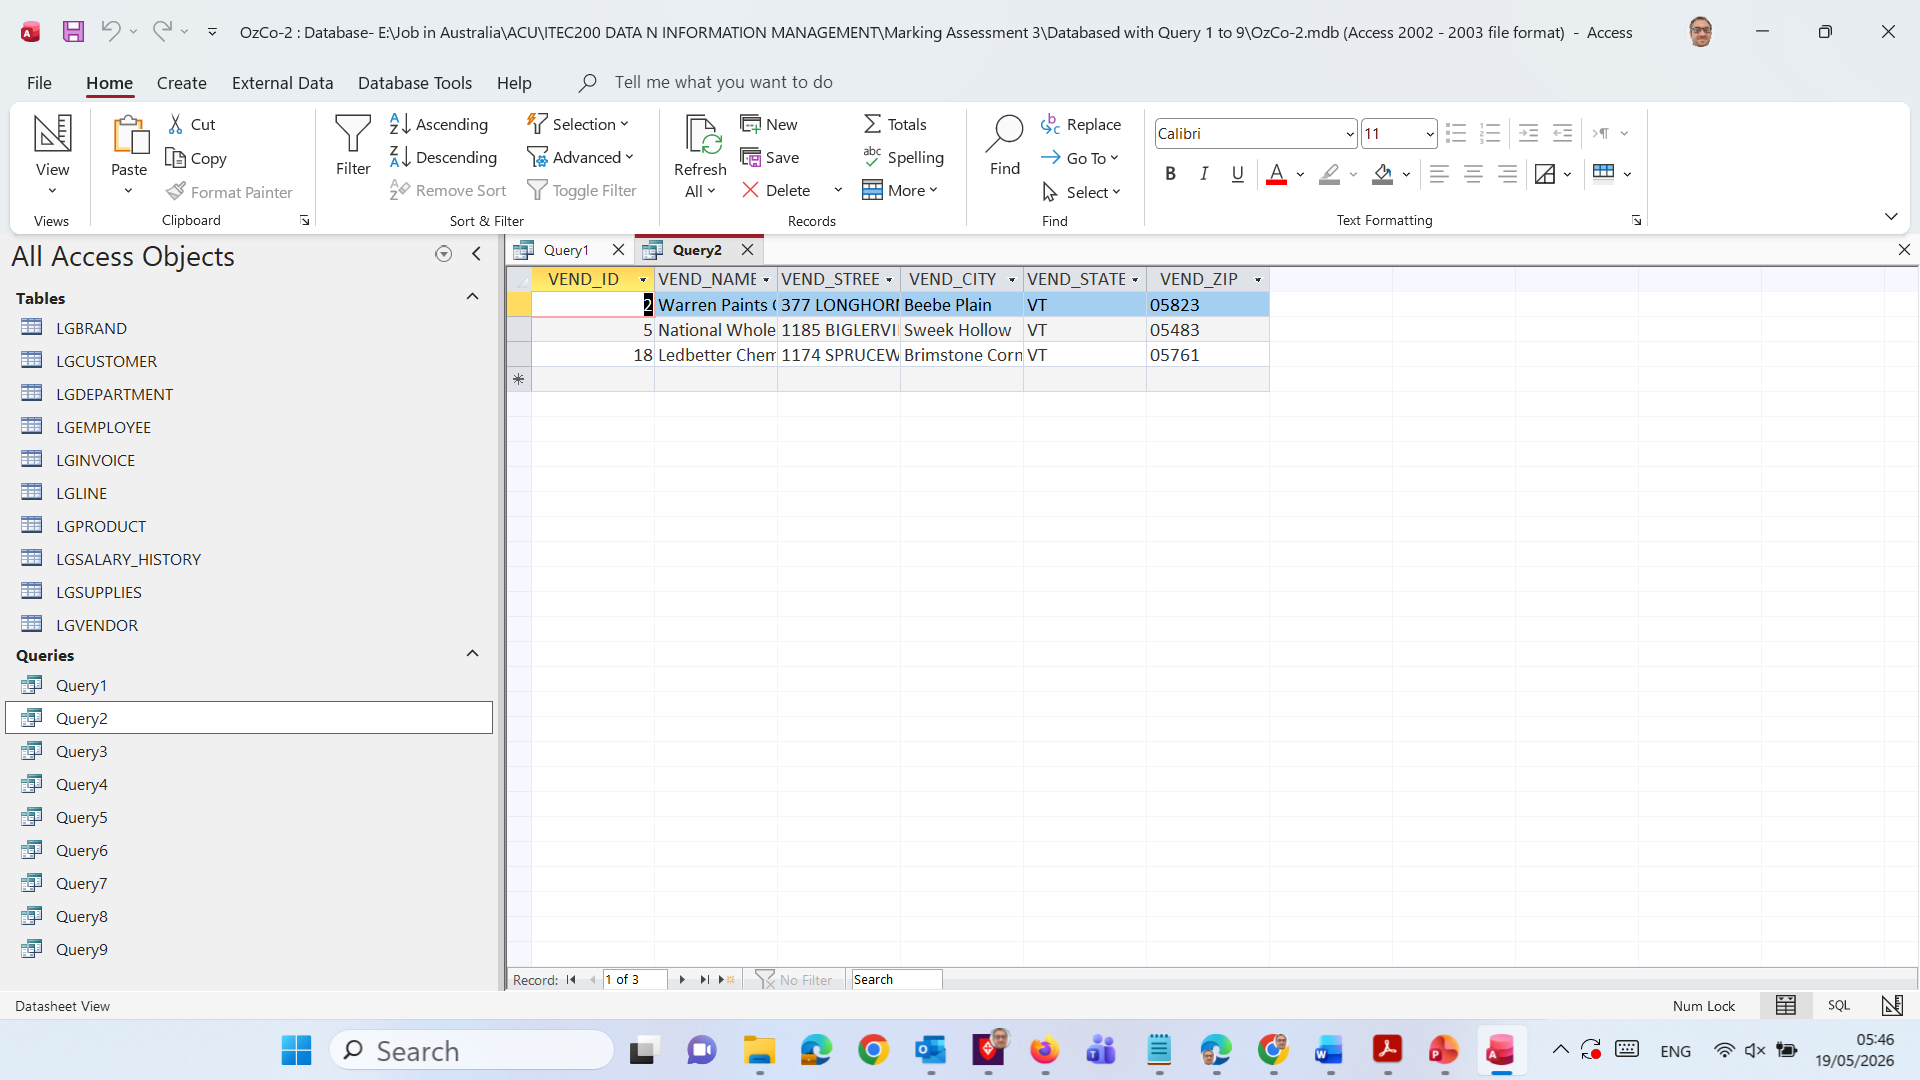 OzCo-2 : Database- E:\Job in Australia\ACU\ITEC200 DATA N INFORMATION MANAGEMENT\Marking Assessment 3\Databased with Query 1 to 9\OzCo-2.mdb (Access 2002 - 2003 file format) - Access
File Home Create External Data Database Tools Help Tell me what you want to do
View
Views
Paste
Cut
Copy
Format Painter
Clipboard
Filter
Ascending
Descending
Remove Sort
Selection
Advanced
Toggle Filter
Sort & Filter
Refresh
All
New
Save
Delete
Totals
Spelling
More
Records
Find
Replace
Go To
Select
Find
Calibri 11
B I U A
Text Formatting
All Access Objects
Tables
LGBRAND
LGCUSTOMER
LGDEPARTMENT
LGEMPLOYEE
LGINVOICE
LGLINE
LGPRODUCT
LGSALARY_HISTORY
LGSUPPLIES
LGVENDOR
Queries
Query1
Query2
Query3
Query4
Query5
Query6
Query7
Query8
Query9
Query1 Query2
VEND_ID VEND_NAME VEND_STREE VEND_CITY VEND_STATE VEND_ZIP
2 Warren Paints C 377 LONGHORN Beebe Plain VT 05823
5 National Whole 1185 BIGLERVI Sweek Hollow VT 05483
18 Ledbetter Chem 1174 SPRUCEW Brimstone Corn VT 05761
Record: 1 of 3 No Filter Search
Datasheet View Num Lock SQL
Search
ENG
05:46
19/05/2026